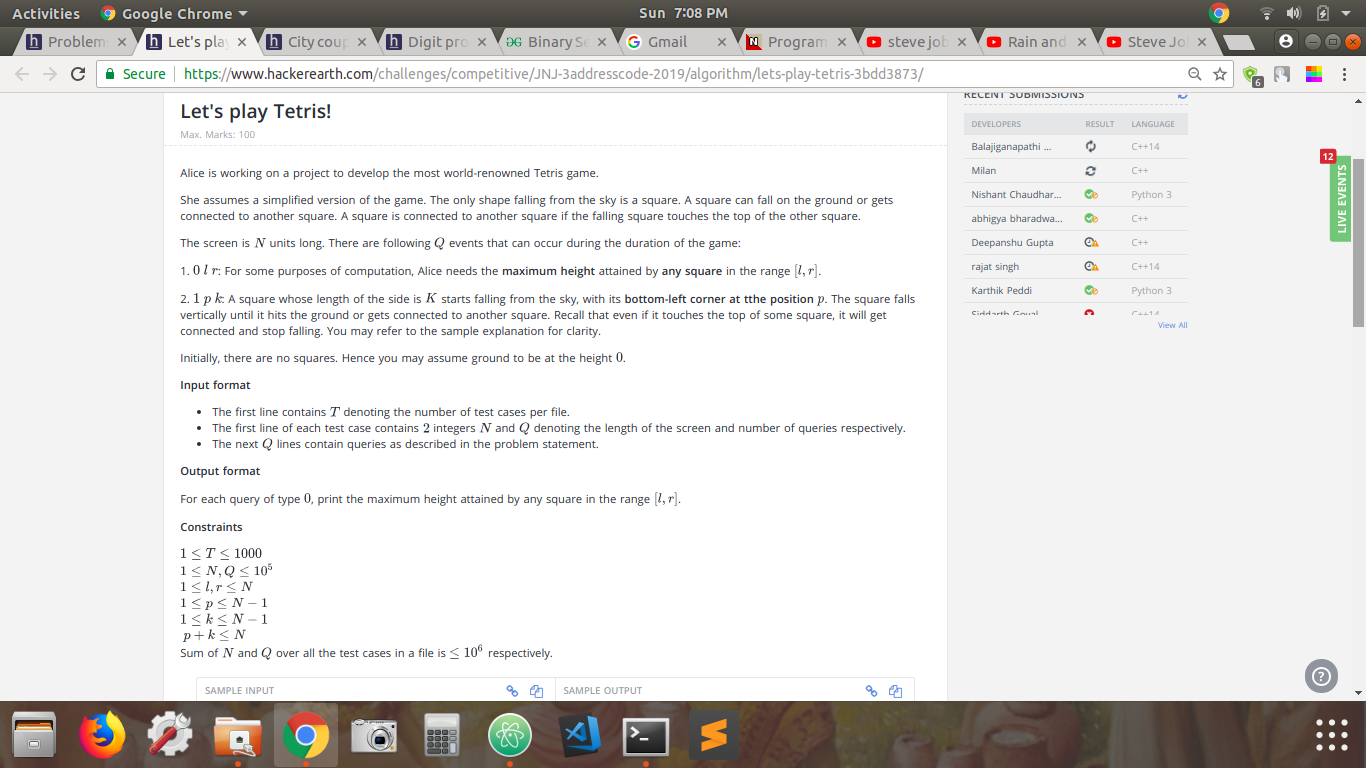 Activities Google Chrome Sun 7:08 PM
Problem Let's pla City coup Digit pro Binary Se Gmail Program steve job Rain and Steve Jo
Secure https://www.hackerearth.com/challenges/competitive/JNJ-3addresscode-2019/algorithm/lets-play-tetris-3bdd3873/ 6
Let's play Tetris!
Max. Marks: 100
Alice is working on a project to develop the most world-renowned Tetris game.
She assumes a simplified version of the game. The only shape falling from the sky is a square. A square can fall on the ground or gets
connected to another square. A square is connected to another square if the falling square touches the top of the other square.
The screen is N units long. There are following Q events that can occur during the duration of the game:
1. 0 l r: For some purposes of computation, Alice needs the maximum height attained by any square in the range [l, r].
2. 1 p k: A square whose length of the side is K starts falling from the sky, with its bottom-left corner at tthe position p. The square falls
vertically until it hits the ground or gets connected to another square. Recall that even if it touches the top of some square, it will get
connected and stop falling. You may refer to the sample explanation for clarity.
Initially, there are no squares. Hence you may assume ground to be at the height 0.
Input format
• The first line contains T denoting the number of test cases per file.
• The first line of each test case contains 2 integers N and Q denoting the length of the screen and number of queries respectively.
• The next Q lines contain queries as described in the problem statement.
Output format
For each query of type 0, print the maximum height attained by any square in the range [l, r].
Constraints
1 ≤ T ≤ 1000
1 ≤ N, Q ≤ 10⁵
1 ≤ l, r ≤ N
1 ≤ p ≤ N − 1
1 ≤ k ≤ N − 1
p + k ≤ N
Sum of N and Q over all the test cases in a file is ≤ 10⁶ respectively.
SAMPLE INPUT SAMPLE OUTPUT
RECENT SUBMISSIONS
DEVELOPERS RESULT LANGUAGE
Balajiganapathi ... C++14
Milan C++
Nishant Chaudhar... Python 3
abhigya bharadwa... C++
Deepanshu Gupta C++
rajat singh C++14
Karthik Peddi Python 3
Siddarth Goyal C++14
View All
12
LIVE EVENTS